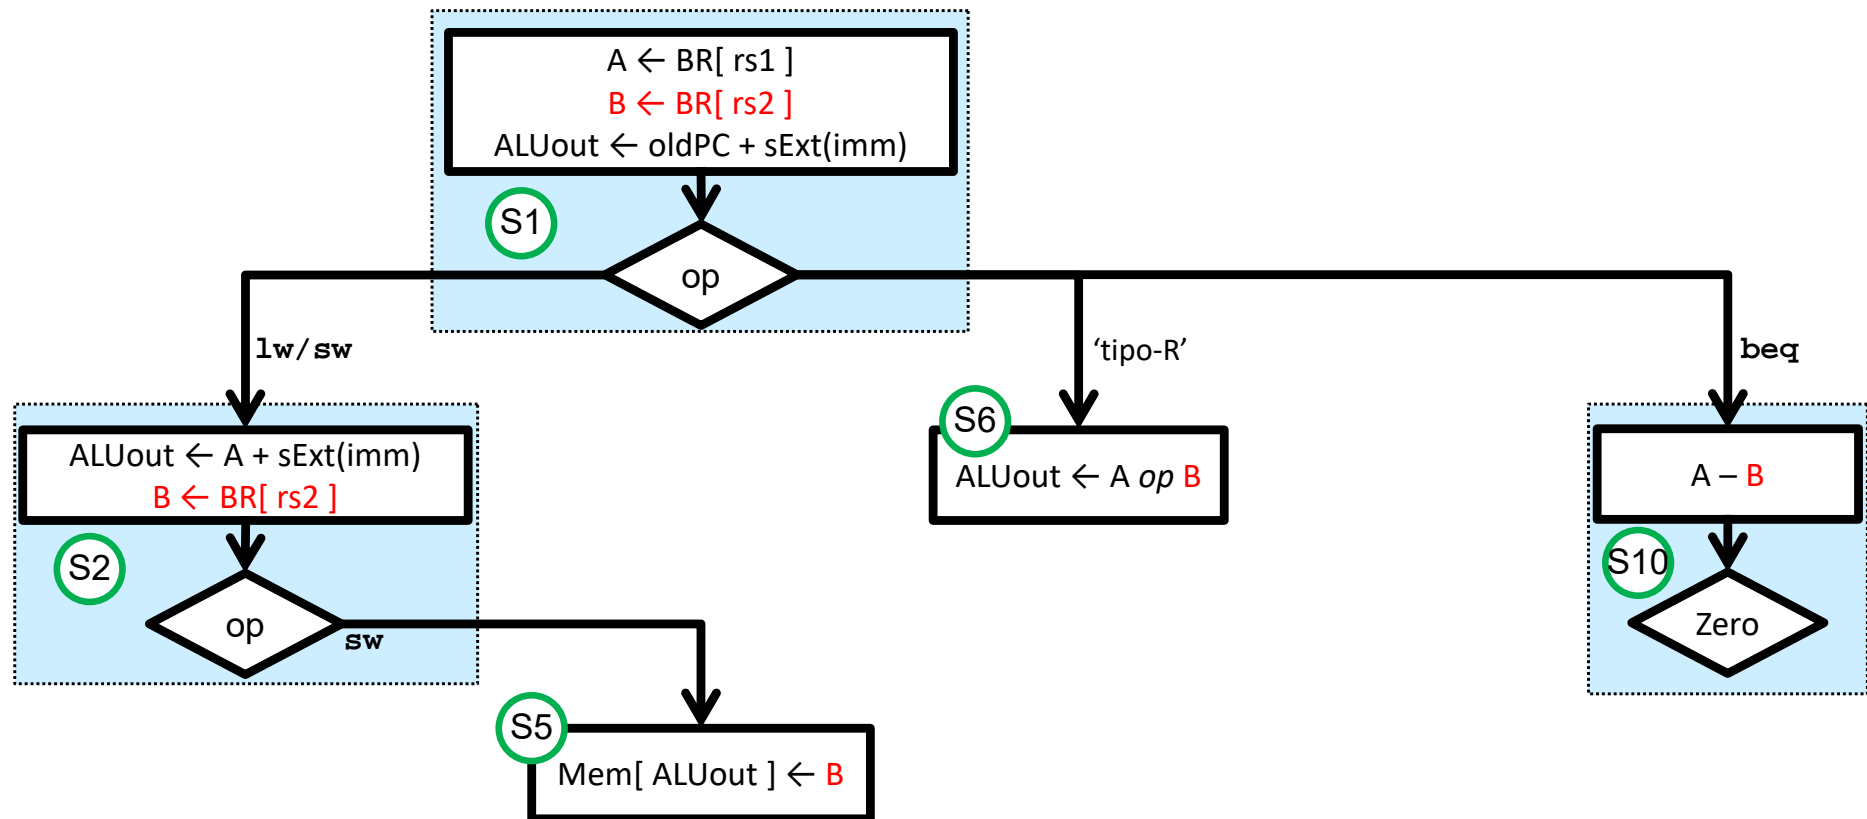 A ← BR[ rs1 ]
B ← BR[ rs2 ]
ALUout ← oldPC + sExt(imm)
S1
op
lw/sw
‘tipo-R’
beq
ALUout ← A + sExt(imm)
B ← BR[ rs2 ]
S2
op
sw
S6
ALUout ← A op B
A – B
S10
Zero
S5
Mem[ ALUout ] ← B